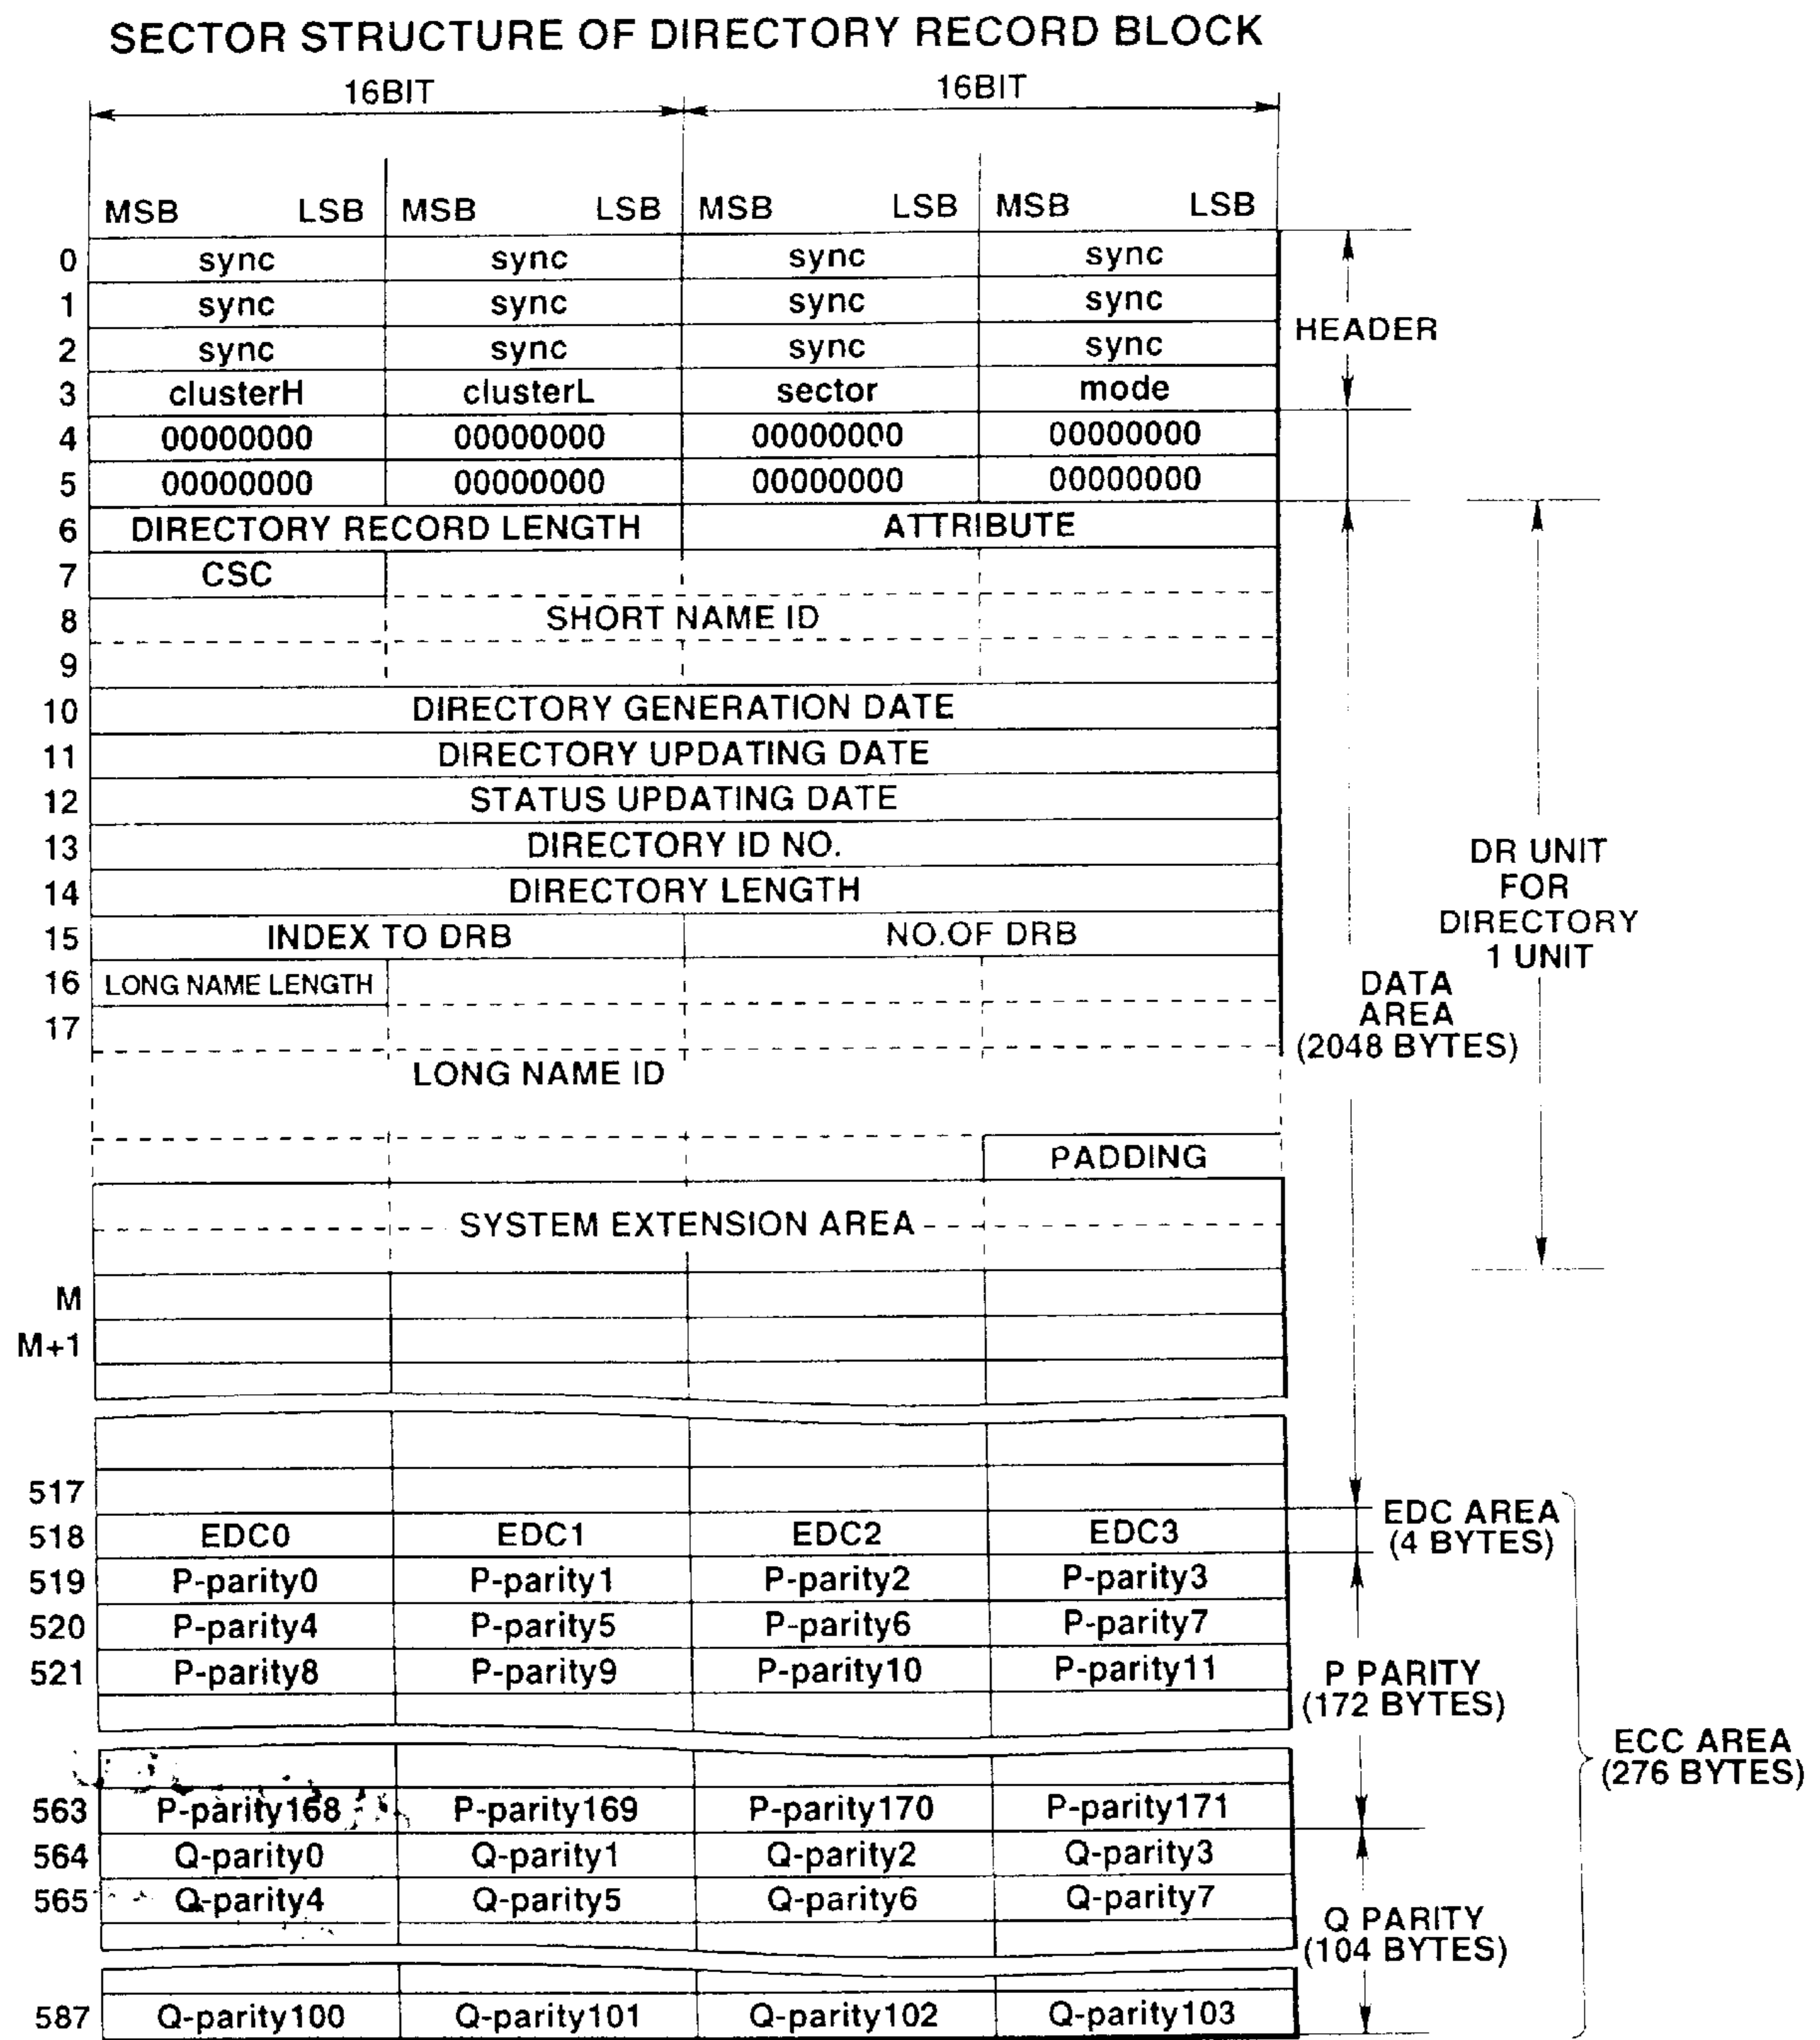 SECTOR STRUCTURE OF DIRECTORY RECORD BLOCK
16BIT 16BIT
MSB LSB MSB LSB MSB LSB MSB LSB
0 sync sync sync sync
1 sync sync sync sync
2 sync sync sync sync
HEADER
3 clusterH clusterL sector mode
4 00000000 00000000 00000000 00000000
5 00000000 00000000 00000000 00000000
6 DIRECTORY RECORD LENGTH ATTRIBUTE
7 CSC
8 SHORT NAME ID
9
10 DIRECTORY GENERATION DATE
11 DIRECTORY UPDATING DATE
12 STATUS UPDATING DATE
13 DIRECTORY ID NO.
14 DIRECTORY LENGTH
15 INDEX TO DRB NO.OF DRB
16 LONG NAME LENGTH
17
LONG NAME ID
PADDING
SYSTEM EXTENSION AREA
M
M+1
DR UNIT
FOR
DIRECTORY
1 UNIT
DATA
AREA
(2048 BYTES)
517
518 EDC0 EDC1 EDC2 EDC3
EDC AREA
(4 BYTES)
519 P-parity0 P-parity1 P-parity2 P-parity3
520 P-parity4 P-parity5 P-parity6 P-parity7
521 P-parity8 P-parity9 P-parity10 P-parity11
P PARITY
(172 BYTES)
ECC AREA
(276 BYTES)
563 P-parity168 P-parity169 P-parity170 P-parity171
564 Q-parity0 Q-parity1 Q-parity2 Q-parity3
565 Q-parity4 Q-parity5 Q-parity6 Q-parity7
Q PARITY
(104 BYTES)
587 Q-parity100 Q-parity101 Q-parity102 Q-parity103